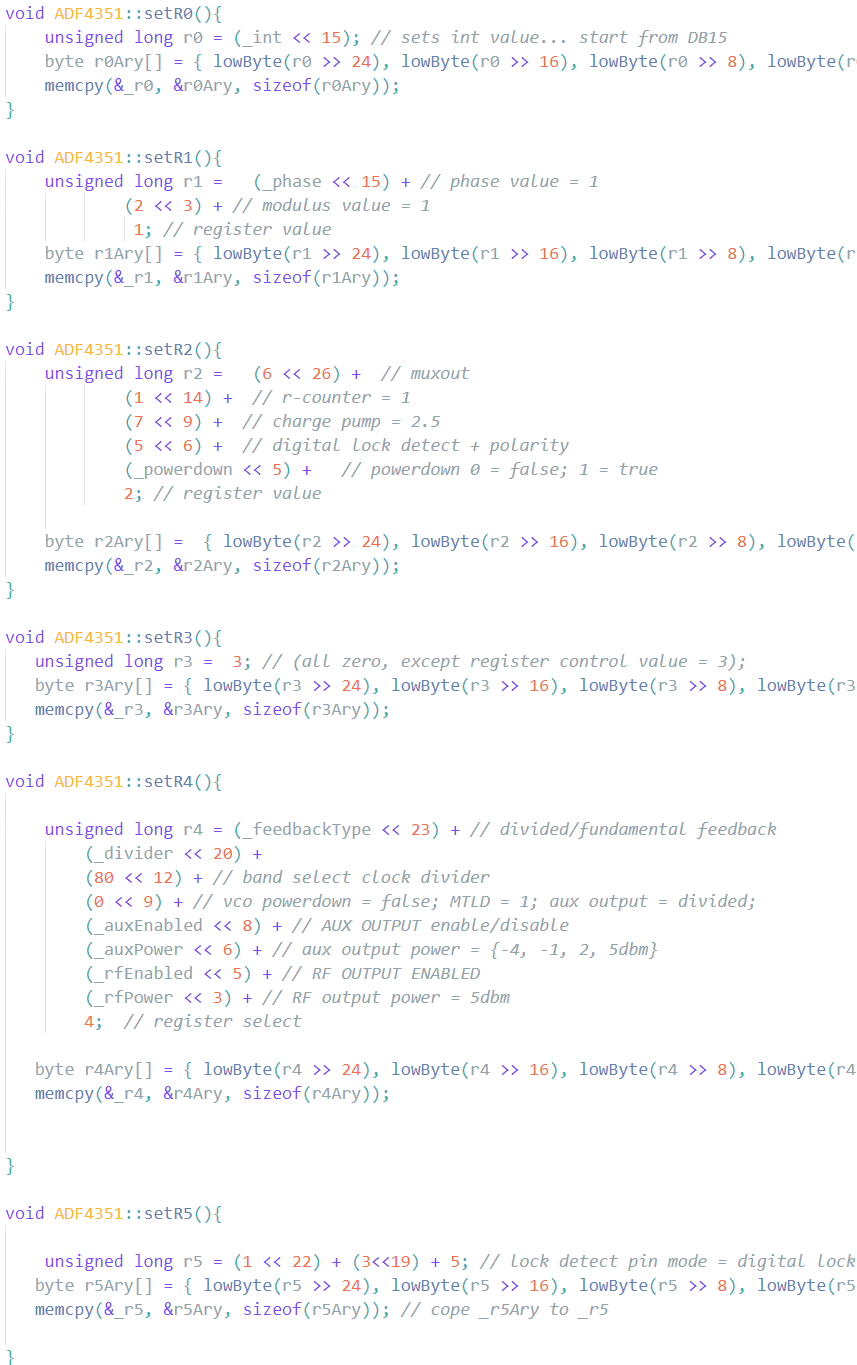 void ADF4351::setR0(){
unsigned long r0 = (_int << 15); // sets int value... start from DB15
byte r0Ary[] = { lowByte(r0 >> 24), lowByte(r0 >> 16), lowByte(r0 >> 8), lowByte(r0
memcpy(&_r0, &r0Ary, sizeof(r0Ary));
}
void ADF4351::setR1(){
unsigned long r1 = (_phase << 15) + // phase value = 1
(2 << 3) + // modulus value = 1
1; // register value
byte r1Ary[] = { lowByte(r1 >> 24), lowByte(r1 >> 16), lowByte(r1 >> 8), lowByte(r
memcpy(&_r1, &r1Ary, sizeof(r1Ary));
}
void ADF4351::setR2(){
unsigned long r2 = (6 << 26) + // muxout
(1 << 14) + // r-counter = 1
(7 << 9) + // charge pump = 2.5
(5 << 6) + // digital lock detect + polarity
(_powerdown << 5) + // powerdown 0 = false; 1 = true
2; // register value
byte r2Ary[] = { lowByte(r2 >> 24), lowByte(r2 >> 16), lowByte(r2 >> 8), lowByte(
memcpy(&_r2, &r2Ary, sizeof(r2Ary));
}
void ADF4351::setR3(){
unsigned long r3 = 3; // (all zero, except register control value = 3);
byte r3Ary[] = { lowByte(r3 >> 24), lowByte(r3 >> 16), lowByte(r3 >> 8), lowByte(r3
memcpy(&_r3, &r3Ary, sizeof(r3Ary));
}
void ADF4351::setR4(){
unsigned long r4 = (_feedbackType << 23) + // divided/fundamental feedback
(_divider << 20) +
(80 << 12) + // band select clock divider
(0 << 9) + // vco powerdown = false; MTLD = 1; aux output = divided;
(_auxEnabled << 8) + // AUX OUTPUT enable/disable
(_auxPower << 6) + // aux output power = {-4, -1, 2, 5dbm}
(_rfEnabled << 5) + // RF OUTPUT ENABLED
(_rfPower << 3) + // RF output power = 5dbm
4; // register select
byte r4Ary[] = { lowByte(r4 >> 24), lowByte(r4 >> 16), lowByte(r4 >> 8), lowByte(r4
memcpy(&_r4, &r4Ary, sizeof(r4Ary));
}
void ADF4351::setR5(){
unsigned long r5 = (1 << 22) + (3<<19) + 5; // lock detect pin mode = digital lock
byte r5Ary[] = { lowByte(r5 >> 24), lowByte(r5 >> 16), lowByte(r5 >> 8), lowByte(r5
memcpy(&_r5, &r5Ary, sizeof(r5Ary)); // cope _r5Ary to _r5
}